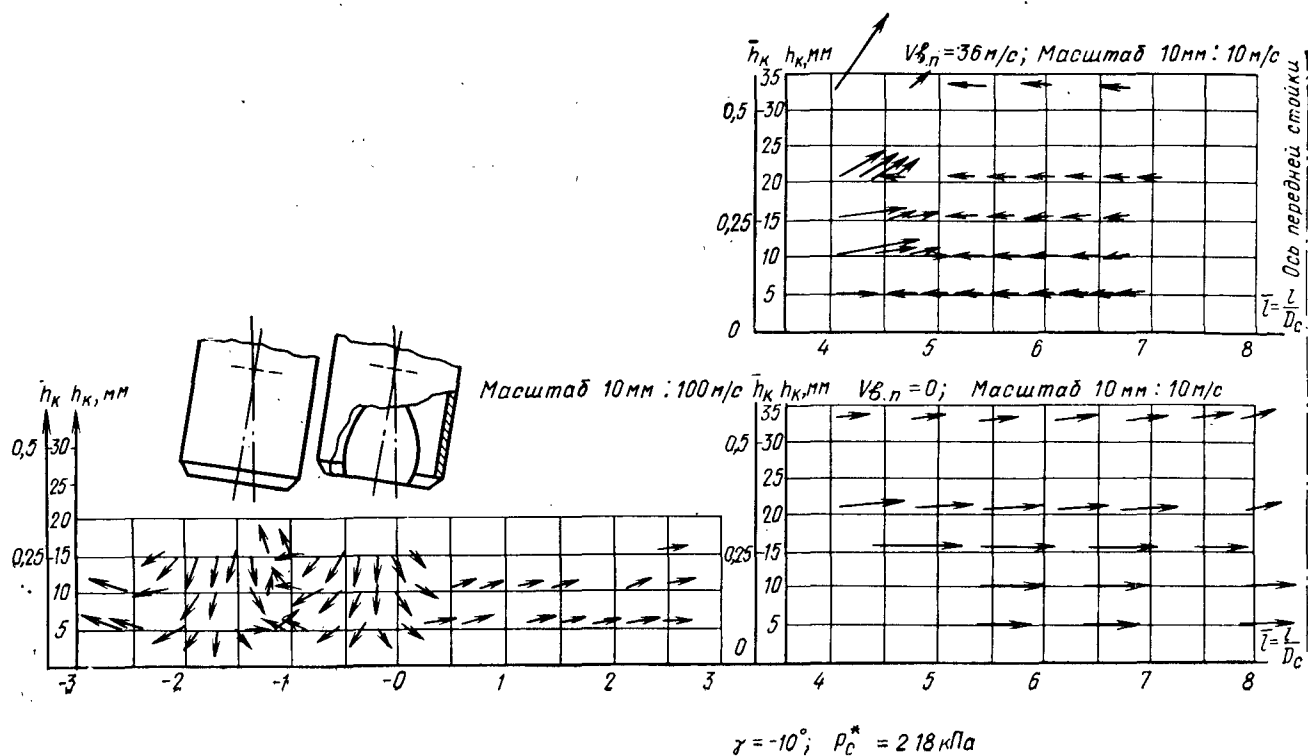 h̄к hк,мм Vв.п=36м/с; Масштаб 10мм:10м/с
35
0,5 30
25
20
0,25 15
10
5
0
l̄=l/Dc
4 5 6 7 8
Ось передней стойки
h̄к hк,мм Масштаб 10мм:100м/с
0,5 30
25
20
0,25 15
10
5
-3 -2 -1 -0 1 2 3
h̄к hк,мм Vв.п=0; Масштаб 10мм:10м/с
35
0,5 30
25
20
0,25 15
10
5
0
l̄=l/Dc
4 5 6 7 8
γ=-10°; Pc* =218кПа